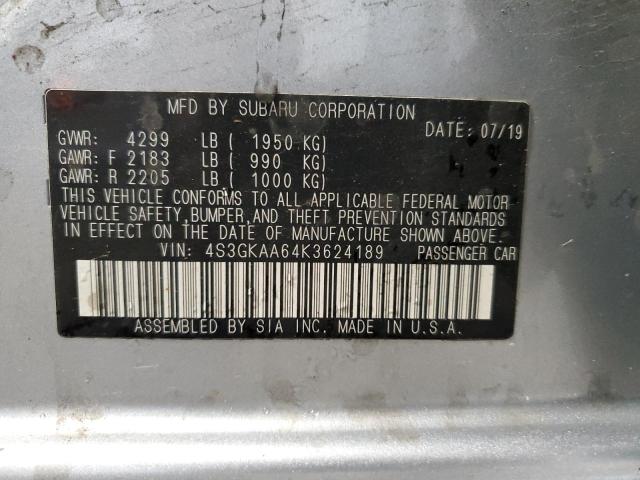 MFD BY SUBARU CORPORATION
DATE: 07/19
GVWR: 4299 LB ( 1950 KG)
GAWR: F 2183 LB ( 990 KG)
GAWR: R 2205 LB ( 1000 KG)
THIS VEHICLE CONFORMS TO ALL APPLICABLE FEDERAL MOTOR
VEHICLE SAFETY, BUMPER, AND THEFT PREVENTION STANDARDS
IN EFFECT ON THE DATE OF MANUFACTURE SHOWN ABOVE.
VIN: 4S3GKAA64K3624189 PASSENGER CAR
ASSEMBLED BY SIA INC. MADE IN U.S.A.